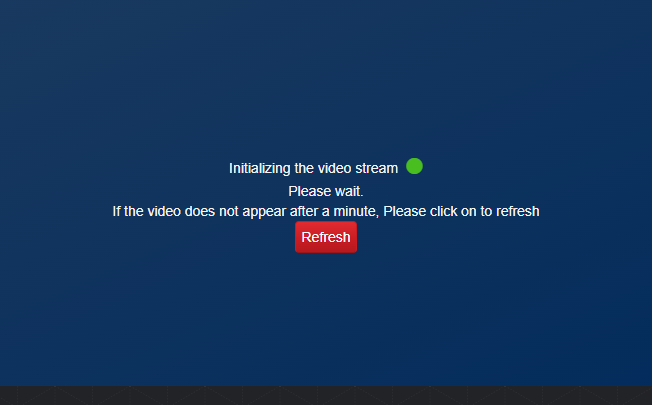 Initializing the video stream
Please wait.
If the video does not appear after a minute, Please click on to refresh
Refresh